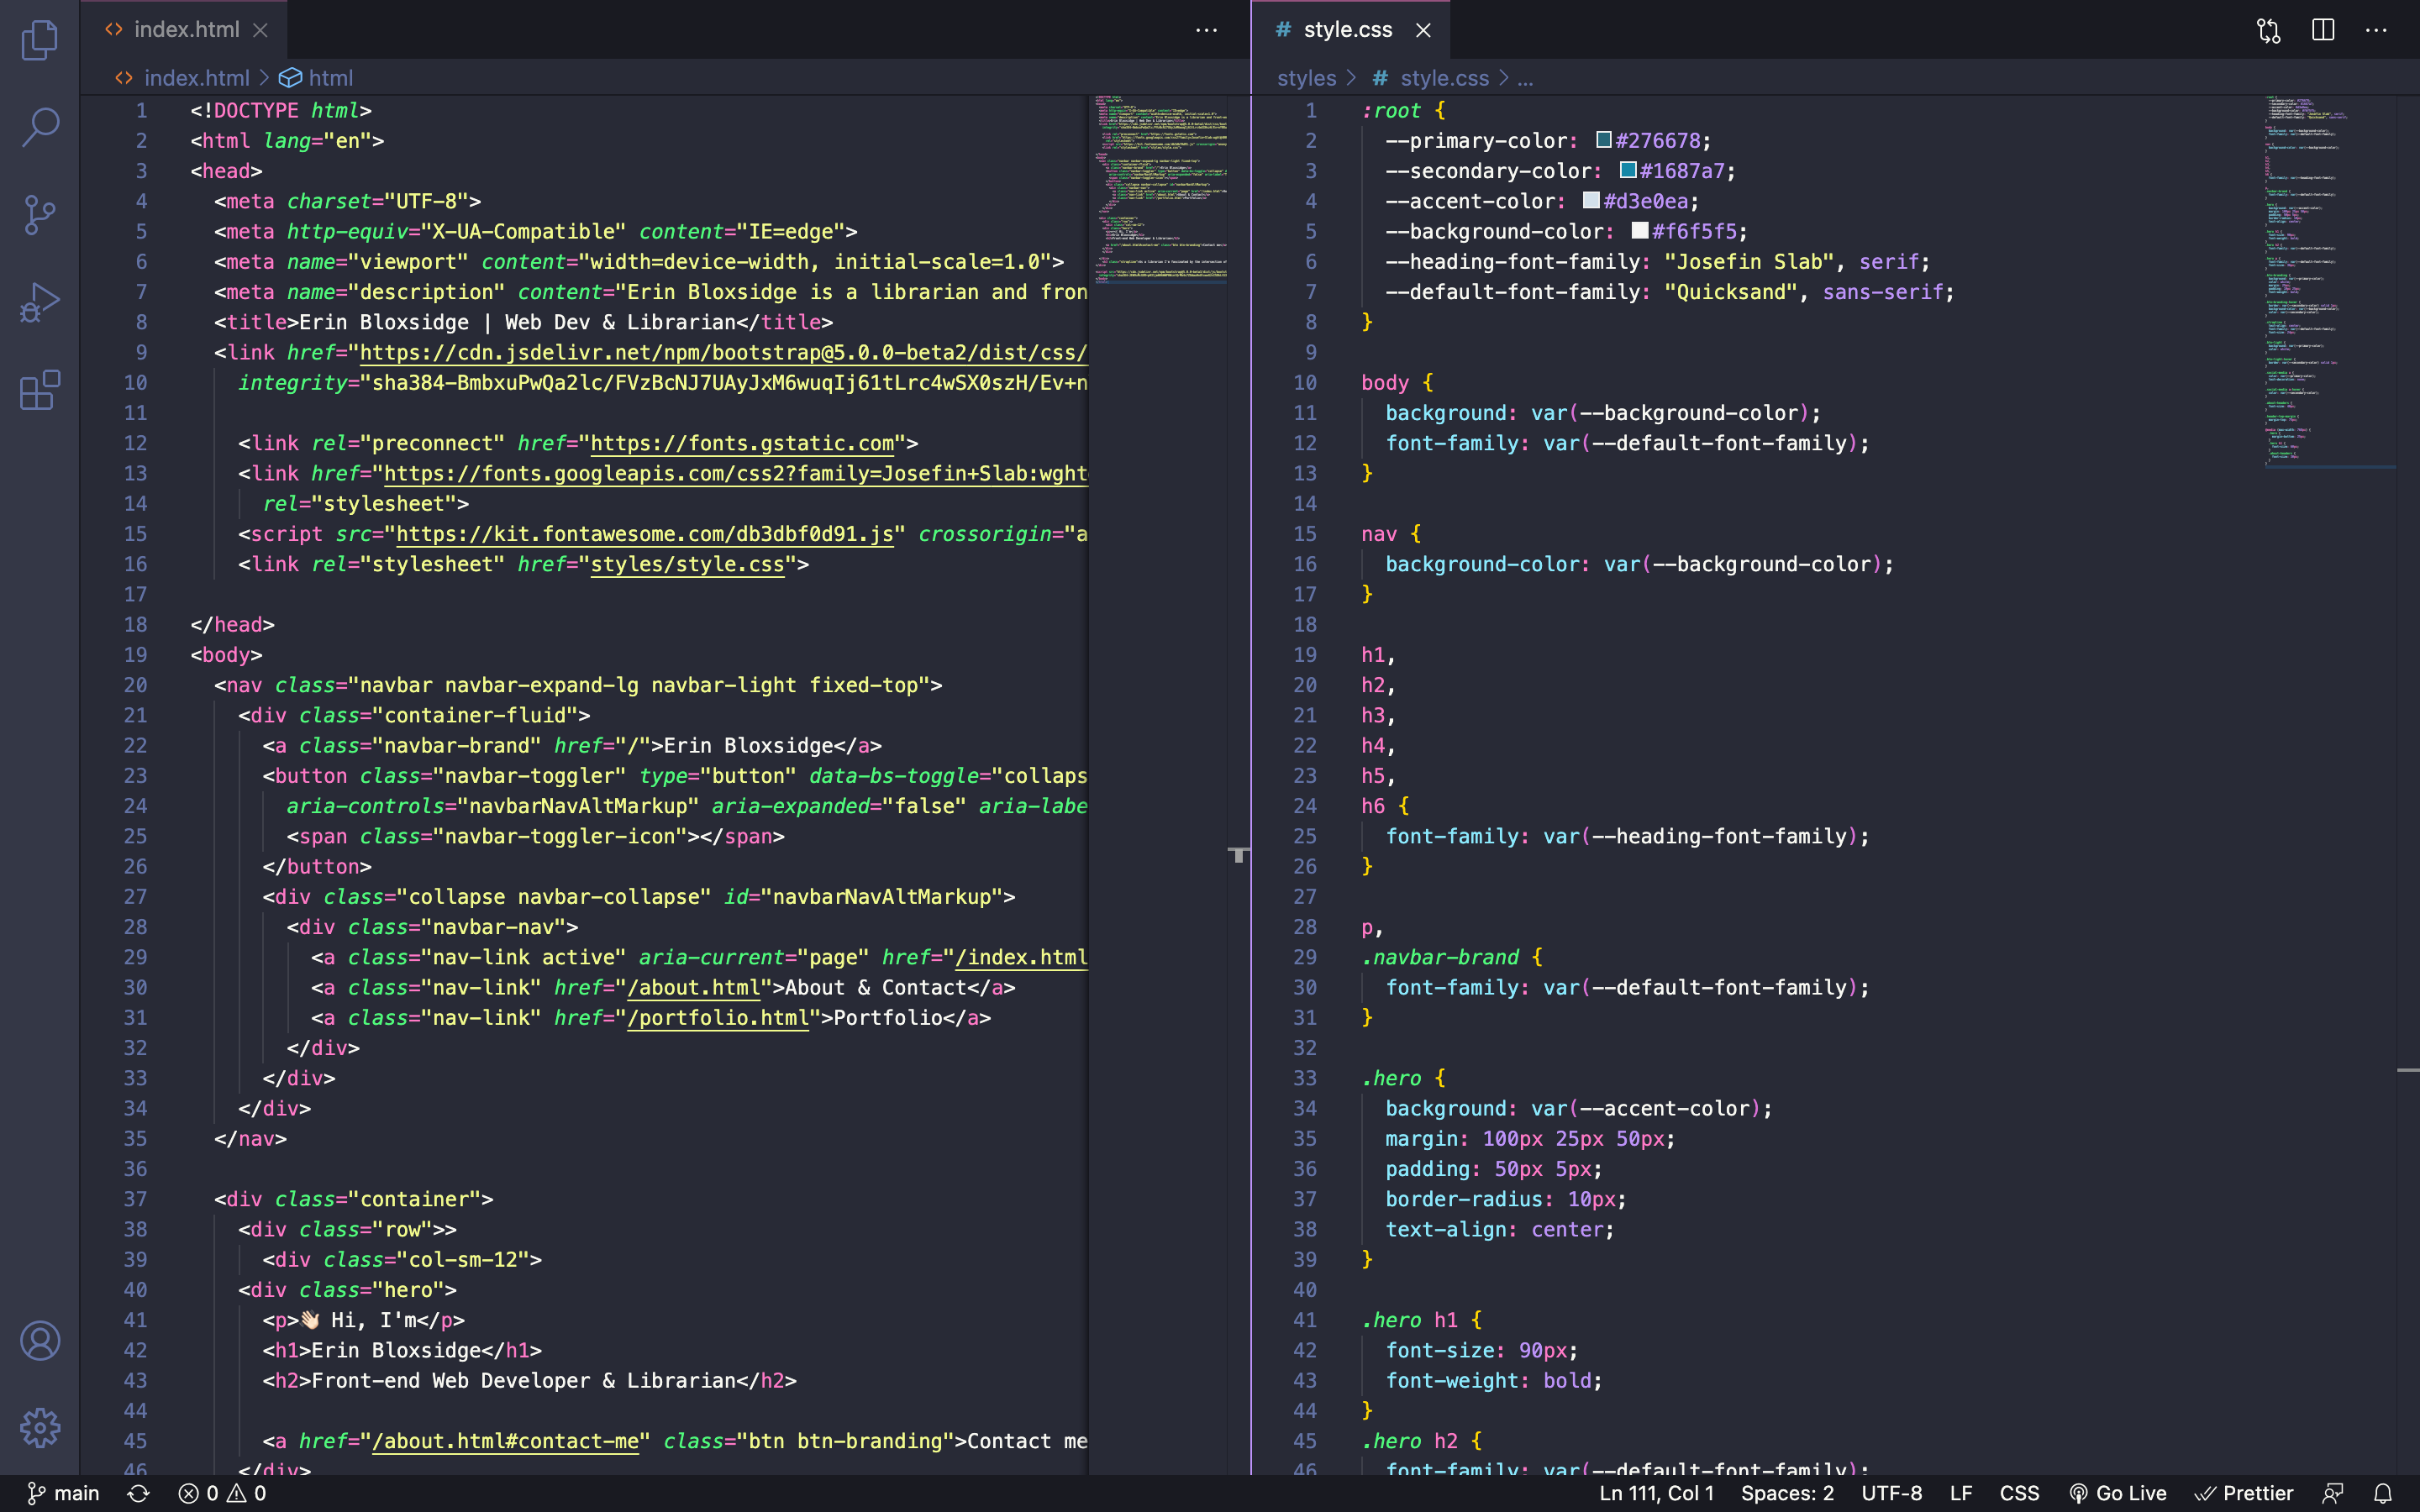 index.html
index.html > html
1 <!DOCTYPE html>
2 <html lang="en">
3 <head>
4 <meta charset="UTF-8">
5 <meta http-equiv="X-UA-Compatible" content="IE=edge">
6 <meta name="viewport" content="width=device-width, initial-scale=1.0">
7 <meta name="description" content="Erin Bloxsidge is a librarian and fron
8 <title>Erin Bloxsidge | Web Dev & Librarian</title>
9 <link href="https://cdn.jsdelivr.net/npm/bootstrap@5.0.0-beta2/dist/css/
10 integrity="sha384-BmbxuPwQa2lc/FVzBcNJ7UAyJxM6wuqIj61tLrc4wSX0szH/Ev+n
11
12 <link rel="preconnect" href="https://fonts.gstatic.com">
13 <link href="https://fonts.googleapis.com/css2?family=Josefin+Slab:wght
14 rel="stylesheet">
15 <script src="https://kit.fontawesome.com/db3dbf0d91.js" crossorigin="a
16 <link rel="stylesheet" href="styles/style.css">
17
18 </head>
19 <body>
20 <nav class="navbar navbar-expand-lg navbar-light fixed-top">
21 <div class="container-fluid">
22 <a class="navbar-brand" href="/">Erin Bloxsidge</a>
23 <button class="navbar-toggler" type="button" data-bs-toggle="collaps
24 aria-controls="navbarNavAltMarkup" aria-expanded="false" aria-labe
25 <span class="navbar-toggler-icon"></span>
26 </button>
27 <div class="collapse navbar-collapse" id="navbarNavAltMarkup">
28 <div class="navbar-nav">
29 <a class="nav-link active" aria-current="page" href="/index.html
30 <a class="nav-link" href="/about.html">About & Contact</a>
31 <a class="nav-link" href="/portfolio.html">Portfolio</a>
32 </div>
33 </div>
34 </div>
35 </nav>
36
37 <div class="container">
38 <div class="row">>
39 <div class="col-sm-12">
40 <div class="hero">
41 <p>👋🏻 Hi, I'm</p>
42 <h1>Erin Bloxsidge</h1>
43 <h2>Front-end Web Developer & Librarian</h2>
44
45 <a href="/about.html#contact-me" class="btn btn-branding">Contact me
46 </div>
# style.css
styles > # style.css > ...
1 :root {
2 --primary-color: #276678;
3 --secondary-color: #1687a7;
4 --accent-color: #d3e0ea;
5 --background-color: #f6f5f5;
6 --heading-font-family: "Josefin Slab", serif;
7 --default-font-family: "Quicksand", sans-serif;
8 }
9
10 body {
11 background: var(--background-color);
12 font-family: var(--default-font-family);
13 }
14
15 nav {
16 background-color: var(--background-color);
17 }
18
19 h1,
20 h2,
21 h3,
22 h4,
23 h5,
24 h6 {
25 font-family: var(--heading-font-family);
26 }
27
28 p,
29 .navbar-brand {
30 font-family: var(--default-font-family);
31 }
32
33 .hero {
34 background: var(--accent-color);
35 margin: 100px 25px 50px;
36 padding: 50px 5px;
37 border-radius: 10px;
38 text-align: center;
39 }
40
41 .hero h1 {
42 font-size: 90px;
43 font-weight: bold;
44 }
45 .hero h2 {
46 font-family: var(--default-font-family);
main 0 0 Ln 111, Col 1 Spaces: 2 UTF-8 LF CSS Go Live Prettier